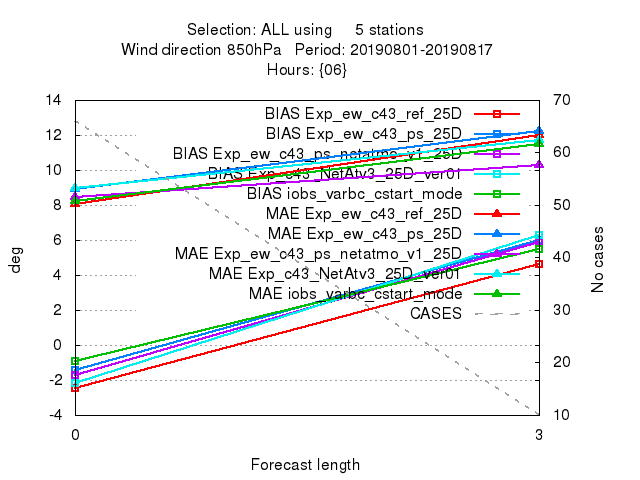 Selection: ALL using 5 stations
Wind direction 850hPa Period: 20190801-20190817
Hours: {06}
14
12
10
8
6
4
2
0
-2
-4
deg
70
60
50
40
30
20
10
No cases
BIAS Exp_ew_c43_ref_25D
BIAS Exp_ew_c43_ps_25D
BIAS Exp_ew_c43_ps_netatmo_v1_25D
BIAS Exp_c43_NetAtv3_25D_ver01
BIAS iobs_varbc_cstart_mode
MAE Exp_ew_c43_ref_25D
MAE Exp_ew_c43_ps_25D
MAE Exp_ew_c43_ps_netatmo_v1_25D
MAE Exp_c43_NetAtv3_25D_ver01
MAE iobs_varbc_cstart_mode
CASES
0 3
Forecast length